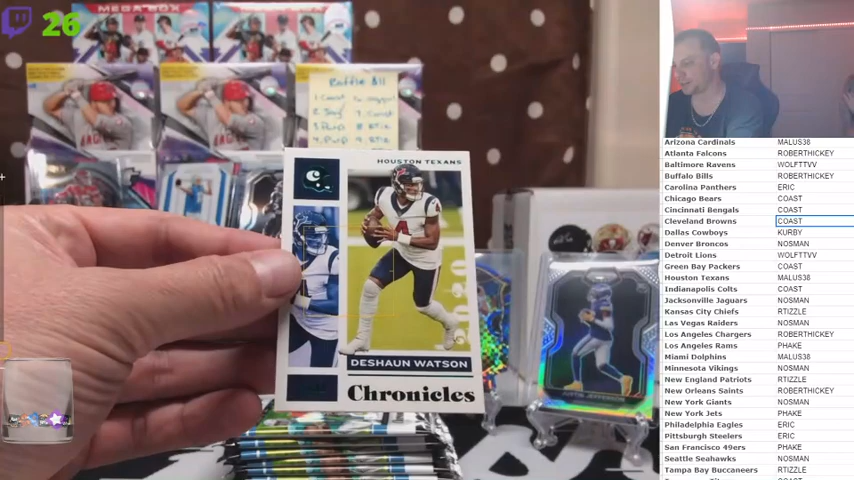 26
MEGA BOX
Raffle
HOUSTON TEXANS
2020
DESHAUN WATSON
Chronicles
JUSTIN JEFFERSON
Arizona Cardinals MALUS38
Atlanta Falcons ROBERTHICKEY
Baltimore Ravens WOLFTTVV
Buffalo Bills ROBERTHICKEY
Carolina Panthers ERIC
Chicago Bears COAST
Cincinnati Bengals COAST
Cleveland Browns COAST
Dallas Cowboys KURBY
Denver Broncos NOSMAN
Detroit Lions WOLFTTVV
Green Bay Packers COAST
Houston Texans MALUS38
Indianapolis Colts COAST
Jacksonville Jaguars NOSMAN
Kansas City Chiefs RTIZZLE
Las Vegas Raiders NOSMAN
Los Angeles Chargers ROBERTHICKEY
Los Angeles Rams PHAKE
Miami Dolphins MALUS38
Minnesota Vikings NOSMAN
New England Patriots RTIZZLE
New Orleans Saints ROBERTHICKEY
New York Giants NOSMAN
New York Jets PHAKE
Philadelphia Eagles ERIC
Pittsburgh Steelers ERIC
San Francisco 49ers PHAKE
Seattle Seahawks NOSMAN
Tampa Bay Buccaneers RTIZZLE